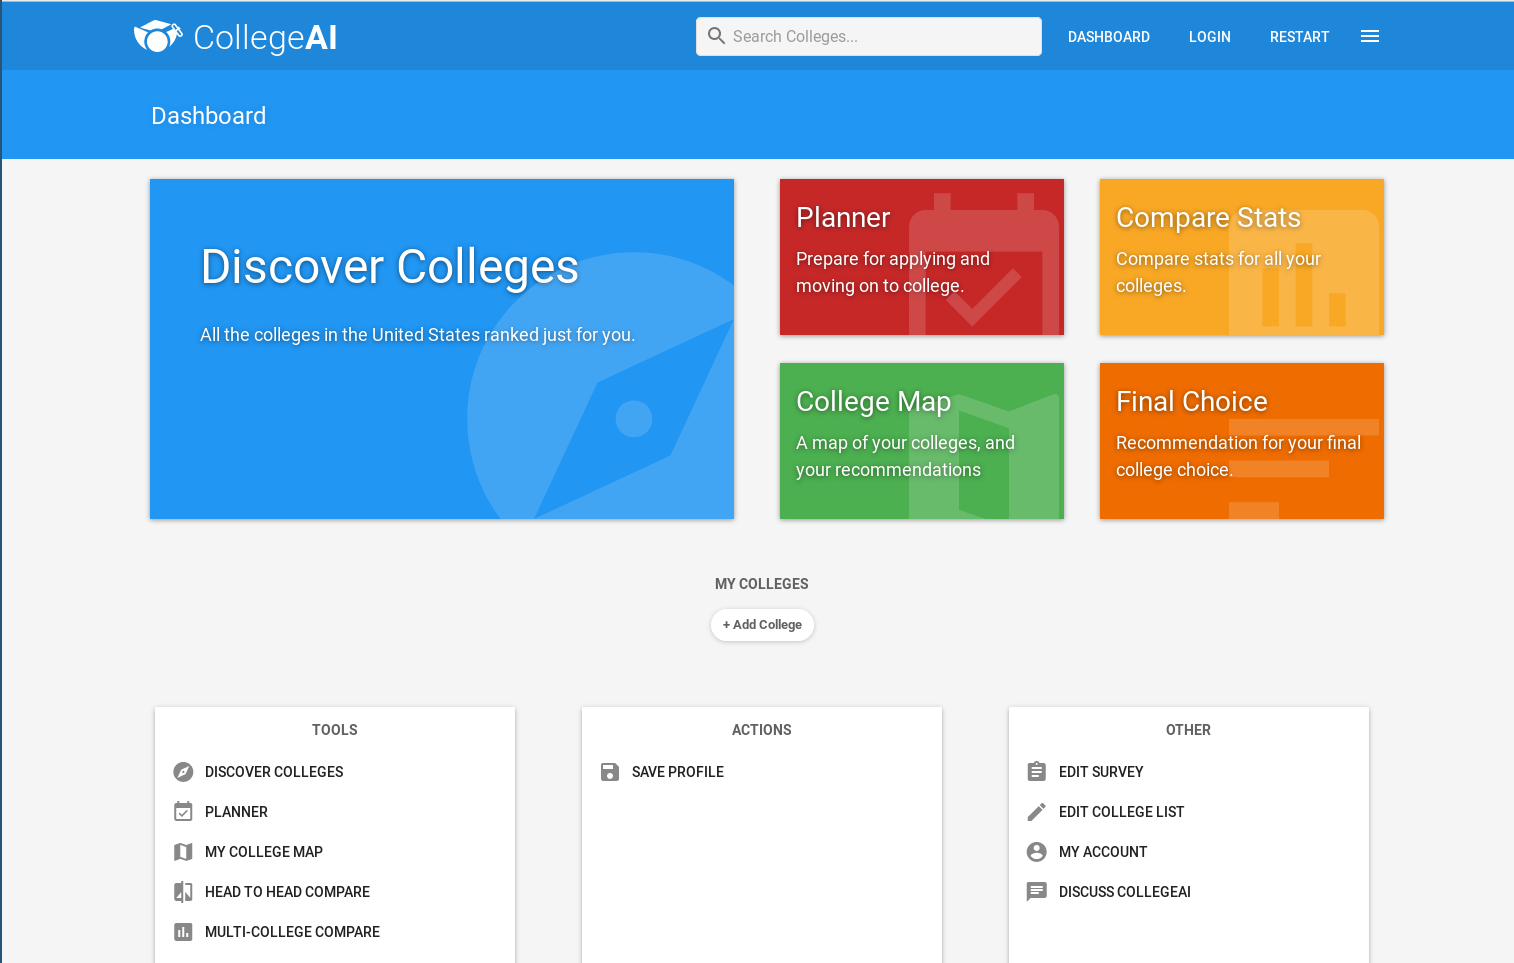 CollegeAI
Search Colleges...
DASHBOARD
LOGIN
RESTART
Dashboard
Discover Colleges
All the colleges in the United States ranked just for you.
Planner
Prepare for applying and
moving on to college.
Compare Stats
Compare stats for all your
colleges.
College Map
A map of your colleges, and
your recommendations
Final Choice
Recommendation for your final
college choice.
MY COLLEGES
+ Add College
TOOLS
DISCOVER COLLEGES
PLANNER
MY COLLEGE MAP
HEAD TO HEAD COMPARE
MULTI-COLLEGE COMPARE
ACTIONS
SAVE PROFILE
OTHER
EDIT SURVEY
EDIT COLLEGE LIST
MY ACCOUNT
DISCUSS COLLEGEAI